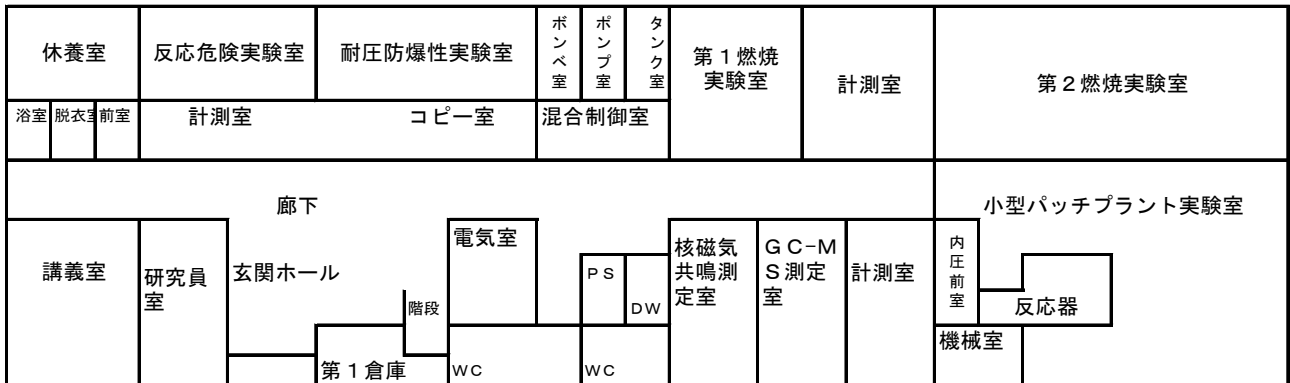 休養室
反応危険実験室
耐圧防爆性実験室
ボンベ室
ポンプ室
タンク室
第１燃焼
実験室
計測室
第２燃焼実験室
浴室
脱衣室
前室
計測室
コピー室
混合制御室
廊下
小型パッチプラント実験室
講義室
研究員
室
玄関ホール
階段
電気室
ＰＳ
ＤＷ
核磁気
共鳴測
定室
ＧＣ-Ｍ
Ｓ測定
室
計測室
内圧前室
反応器
機械室
第１倉庫
ＷＣ
ＷＣ